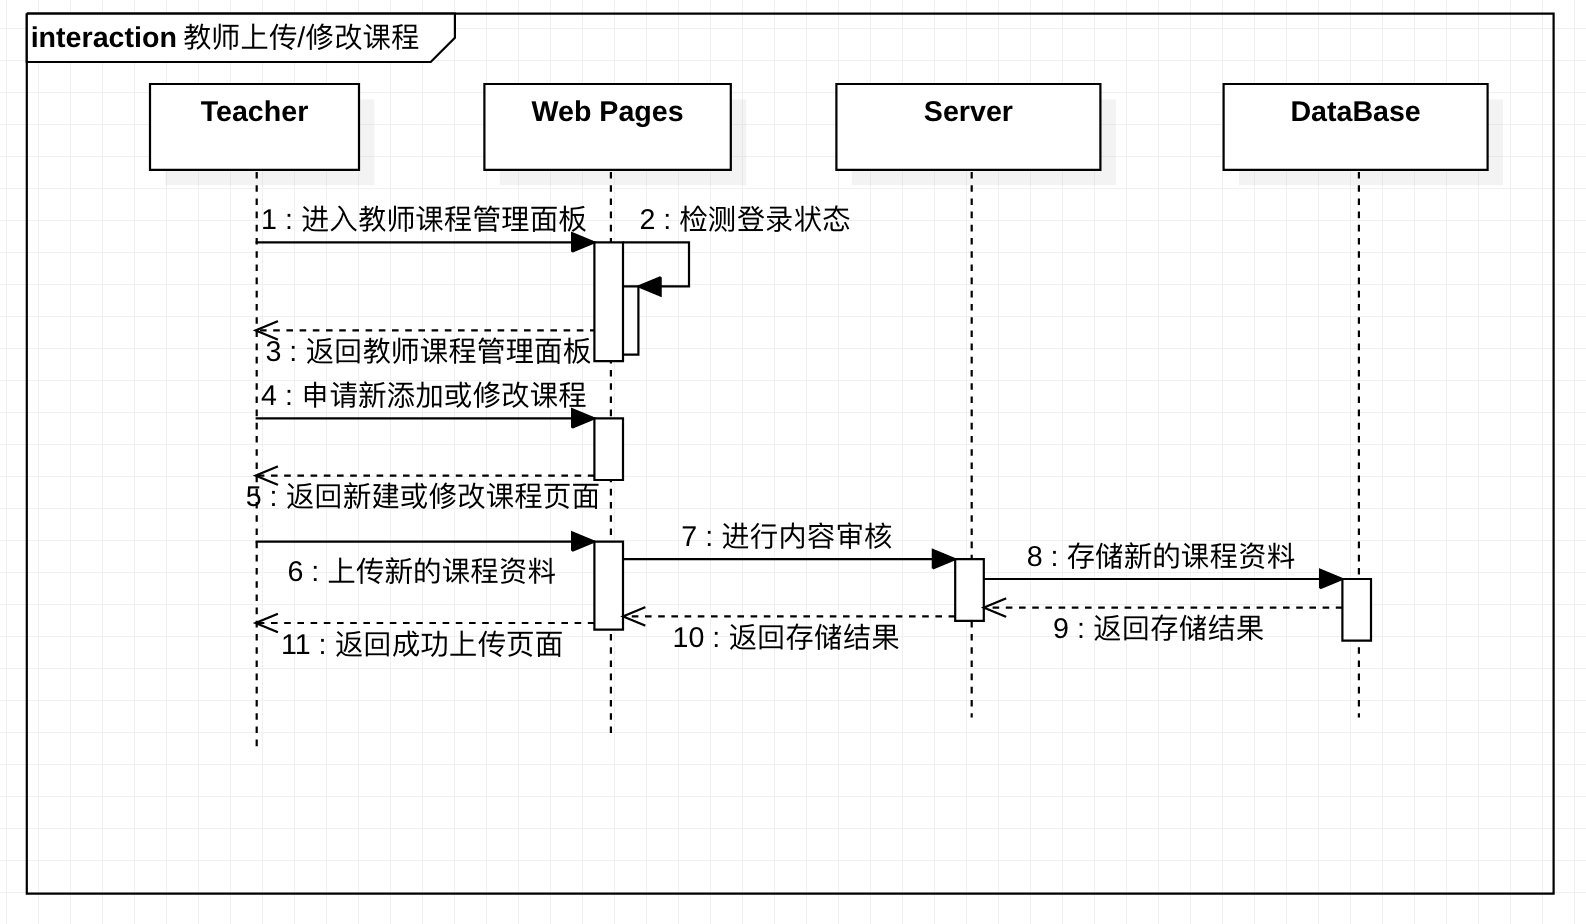 interaction 教师上传/修改课程
Teacher
Web Pages
Server
DataBase
1 : 进入教师课程管理面板
2 : 检测登录状态
3 : 返回教师课程管理面板
4 : 申请新添加或修改课程
5 : 返回新建或修改课程页面
6 : 上传新的课程资料
7 : 进行内容审核
8 : 存储新的课程资料
9 : 返回存储结果
10 : 返回存储结果
11 : 返回成功上传页面